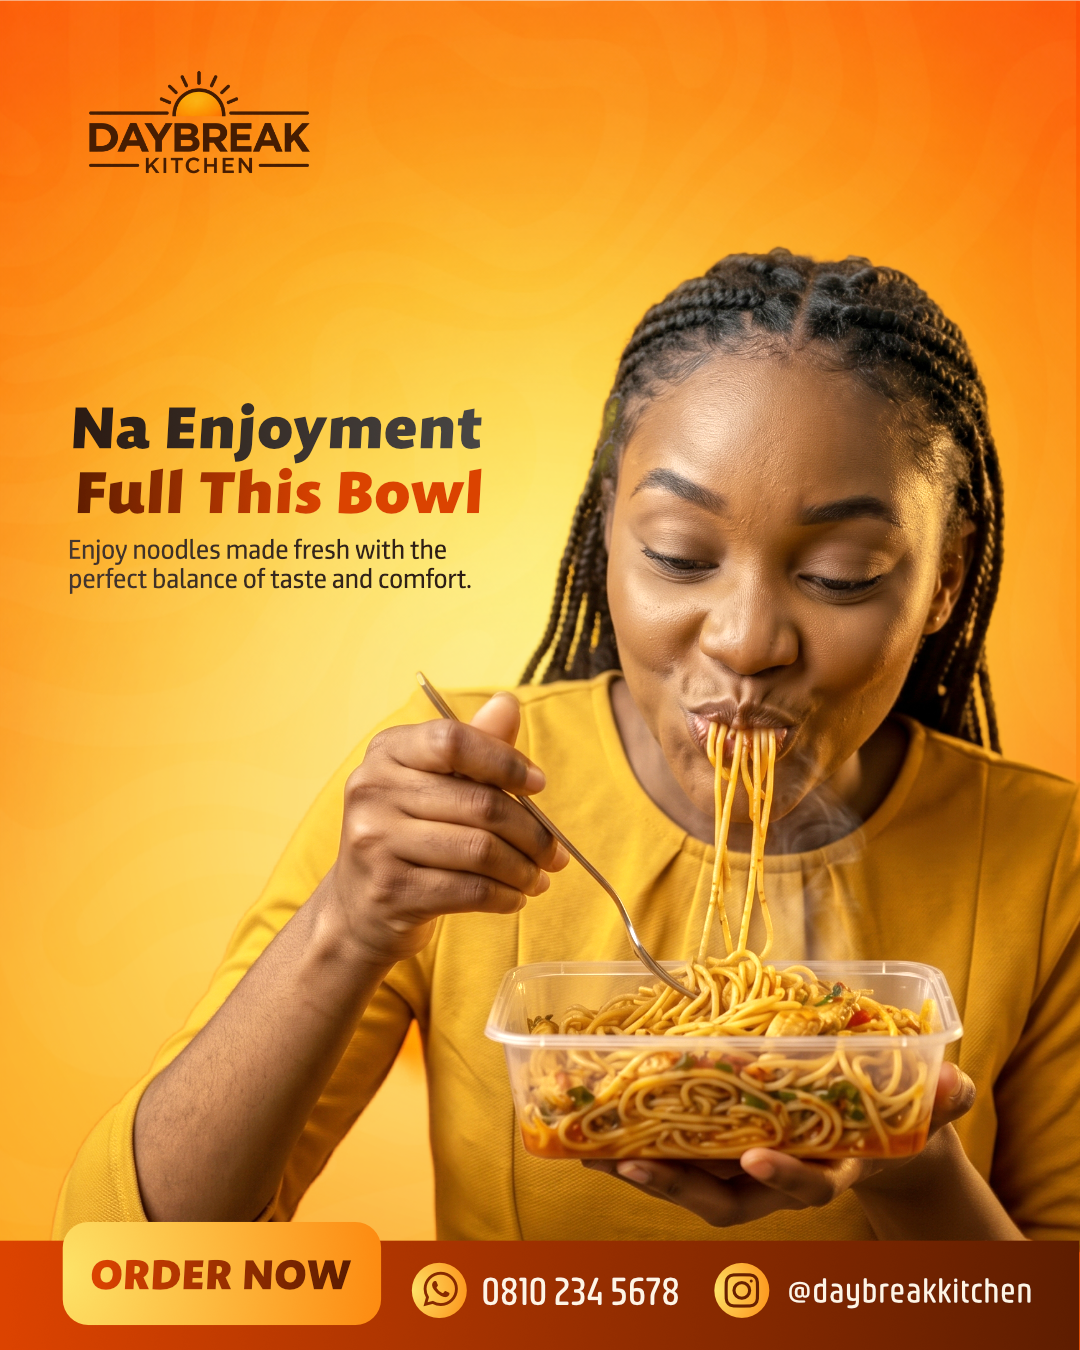 DAYBREAK
KITCHEN
Na Enjoyment
Full This Bowl
Enjoy noodles made fresh with the
perfect balance of taste and comfort.
ORDER NOW
0810 234 5678
@daybreakkitchen